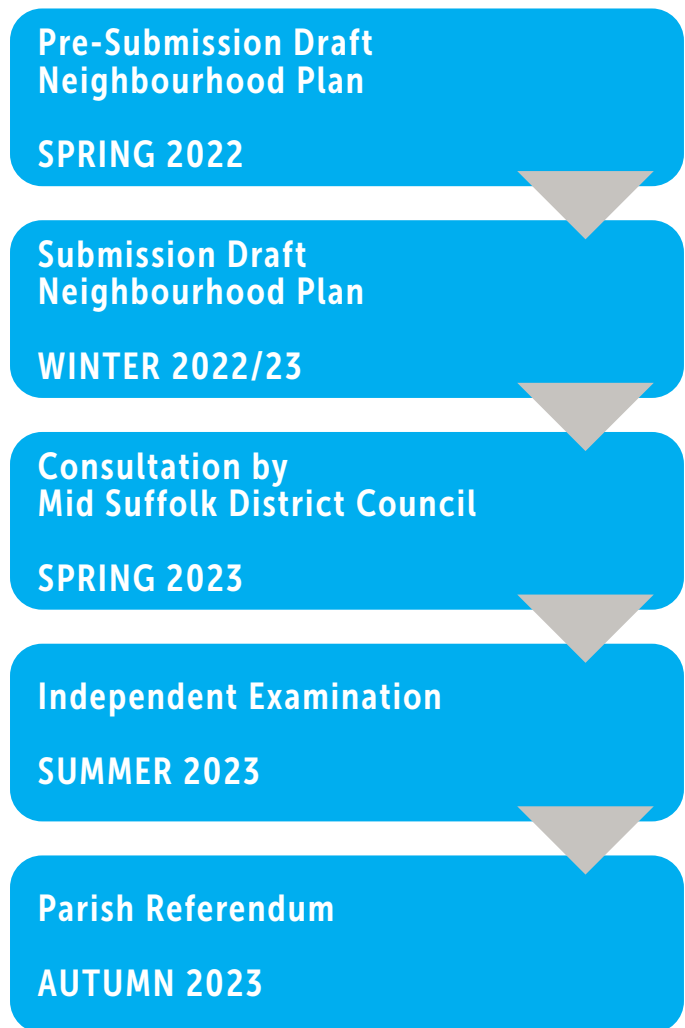 Pre-Submission Draft
Neighbourhood Plan
SPRING 2022
Submission Draft
Neighbourhood Plan
WINTER 2022/23
Consultation by
Mid Suffolk District Council
SPRING 2023
Independent Examination
SUMMER 2023
Parish Referendum
AUTUMN 2023